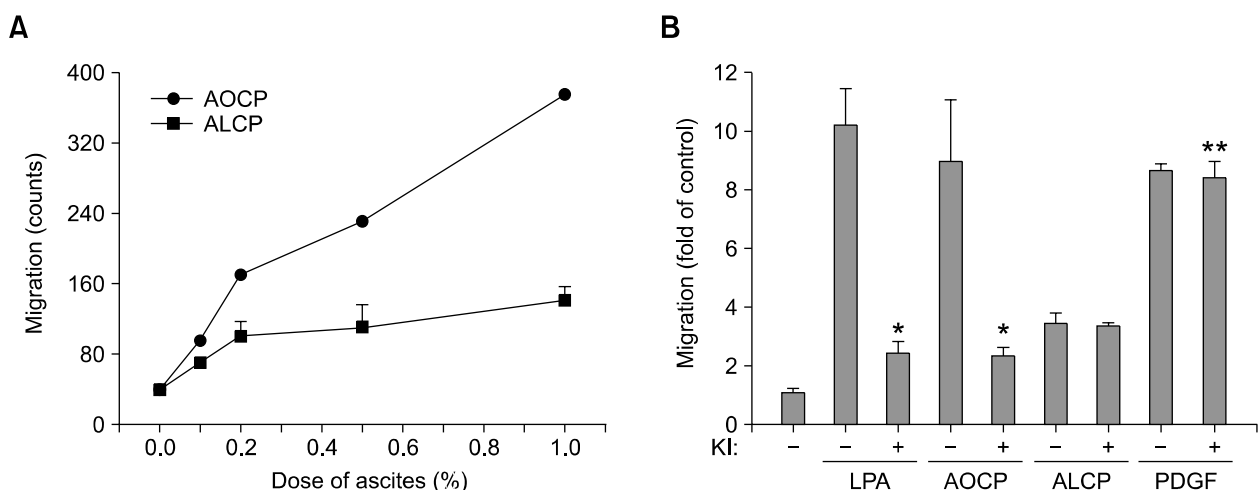 A
400
320
240
160
80
0
Migration (counts)
AOCP
ALCP
0.0 0.2 0.4 0.6 0.8 1.0
Dose of ascites (%)
B
12
10
8
6
4
2
0
Migration (fold of control)
* * **
KI: – – + – + – + – +
LPA AOCP ALCP PDGF